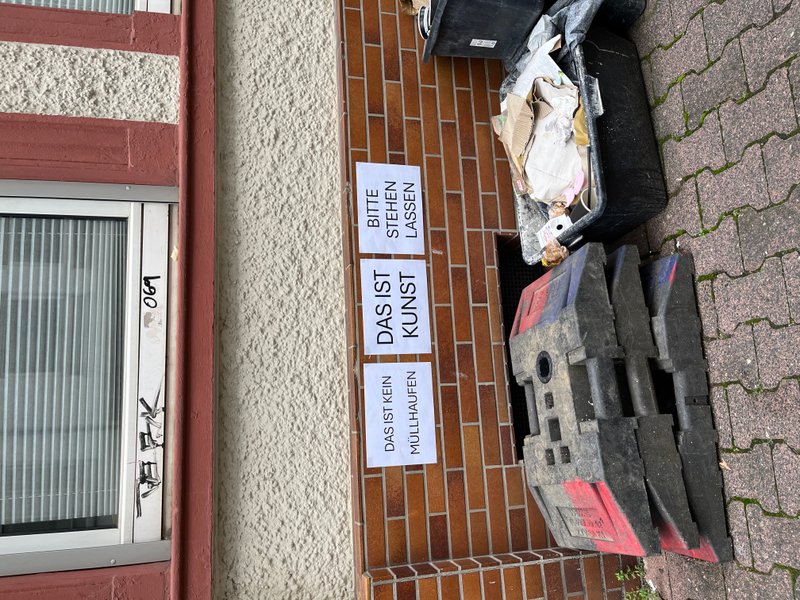 DAS IST KEIN
MÜLLHAUFEN
DAS IST
KUNST
BITTE
STEHEN
LASSEN
069